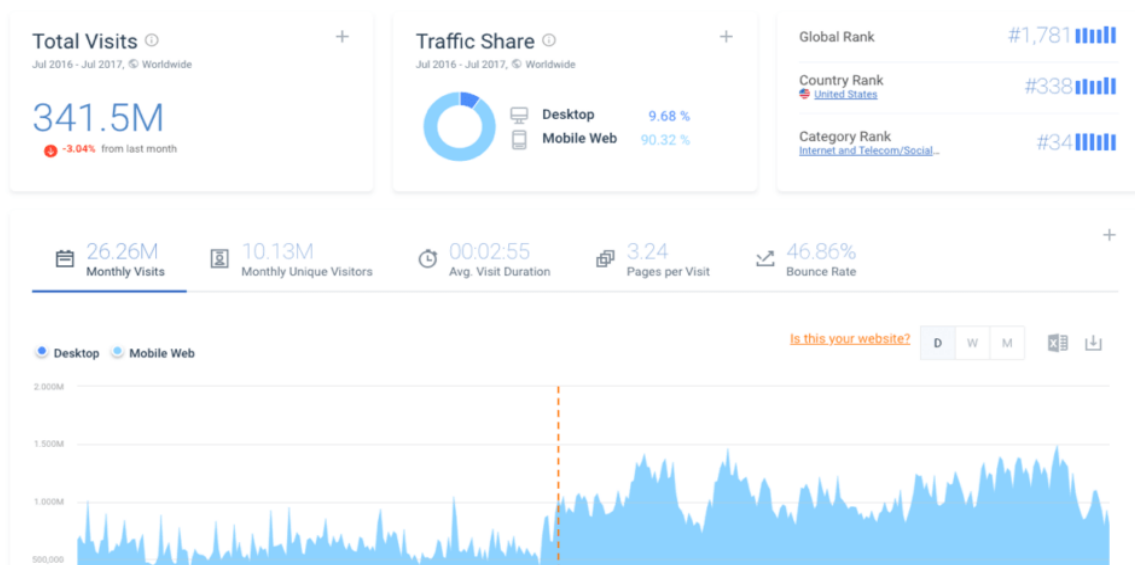 Total Visits
Jul 2016 - Jul 2017, Worldwide
341.5M
-3.04% from last month
Traffic Share
Jul 2016 - Jul 2017, Worldwide
Desktop 9.68 %
Mobile Web 90.32 %
Global Rank #1,781
Country Rank
United States
#338
Category Rank
Internet and Telecom/Social...
#34
26.26M
Monthly Visits
10.13M
Monthly Unique Visitors
00:02:55
Avg. Visit Duration
3.24
Pages per Visit
46.86%
Bounce Rate
Desktop Mobile Web
Is this your website?
D W M
2.000M
1.500M
1.000M
500,000